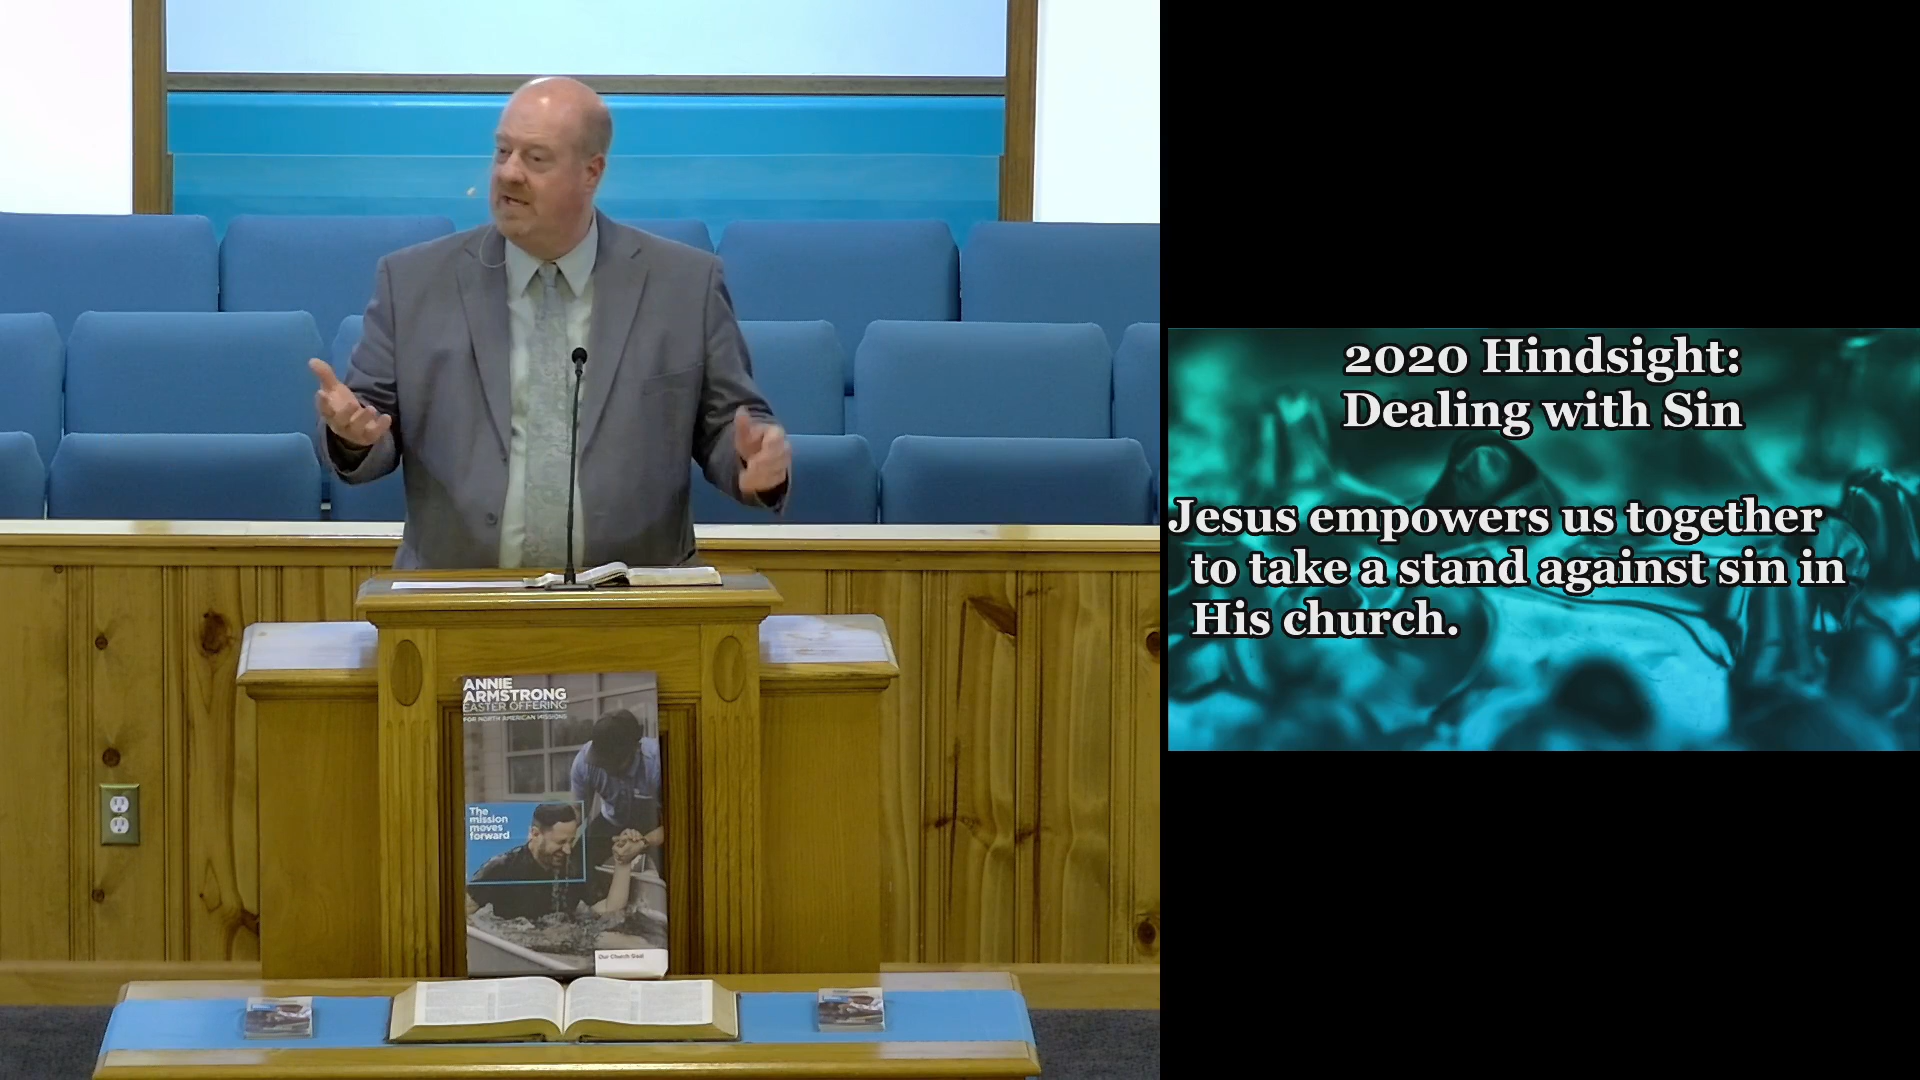 2020 Hindsight:
Dealing with Sin
Jesus empowers us together
to take a stand against sin in
His church.
ANNIE
ARMSTRONG
EASTER OFFERING
FOR NORTH AMERICAN MISSIONS
The
mission
moves
forward
Our Church Goal